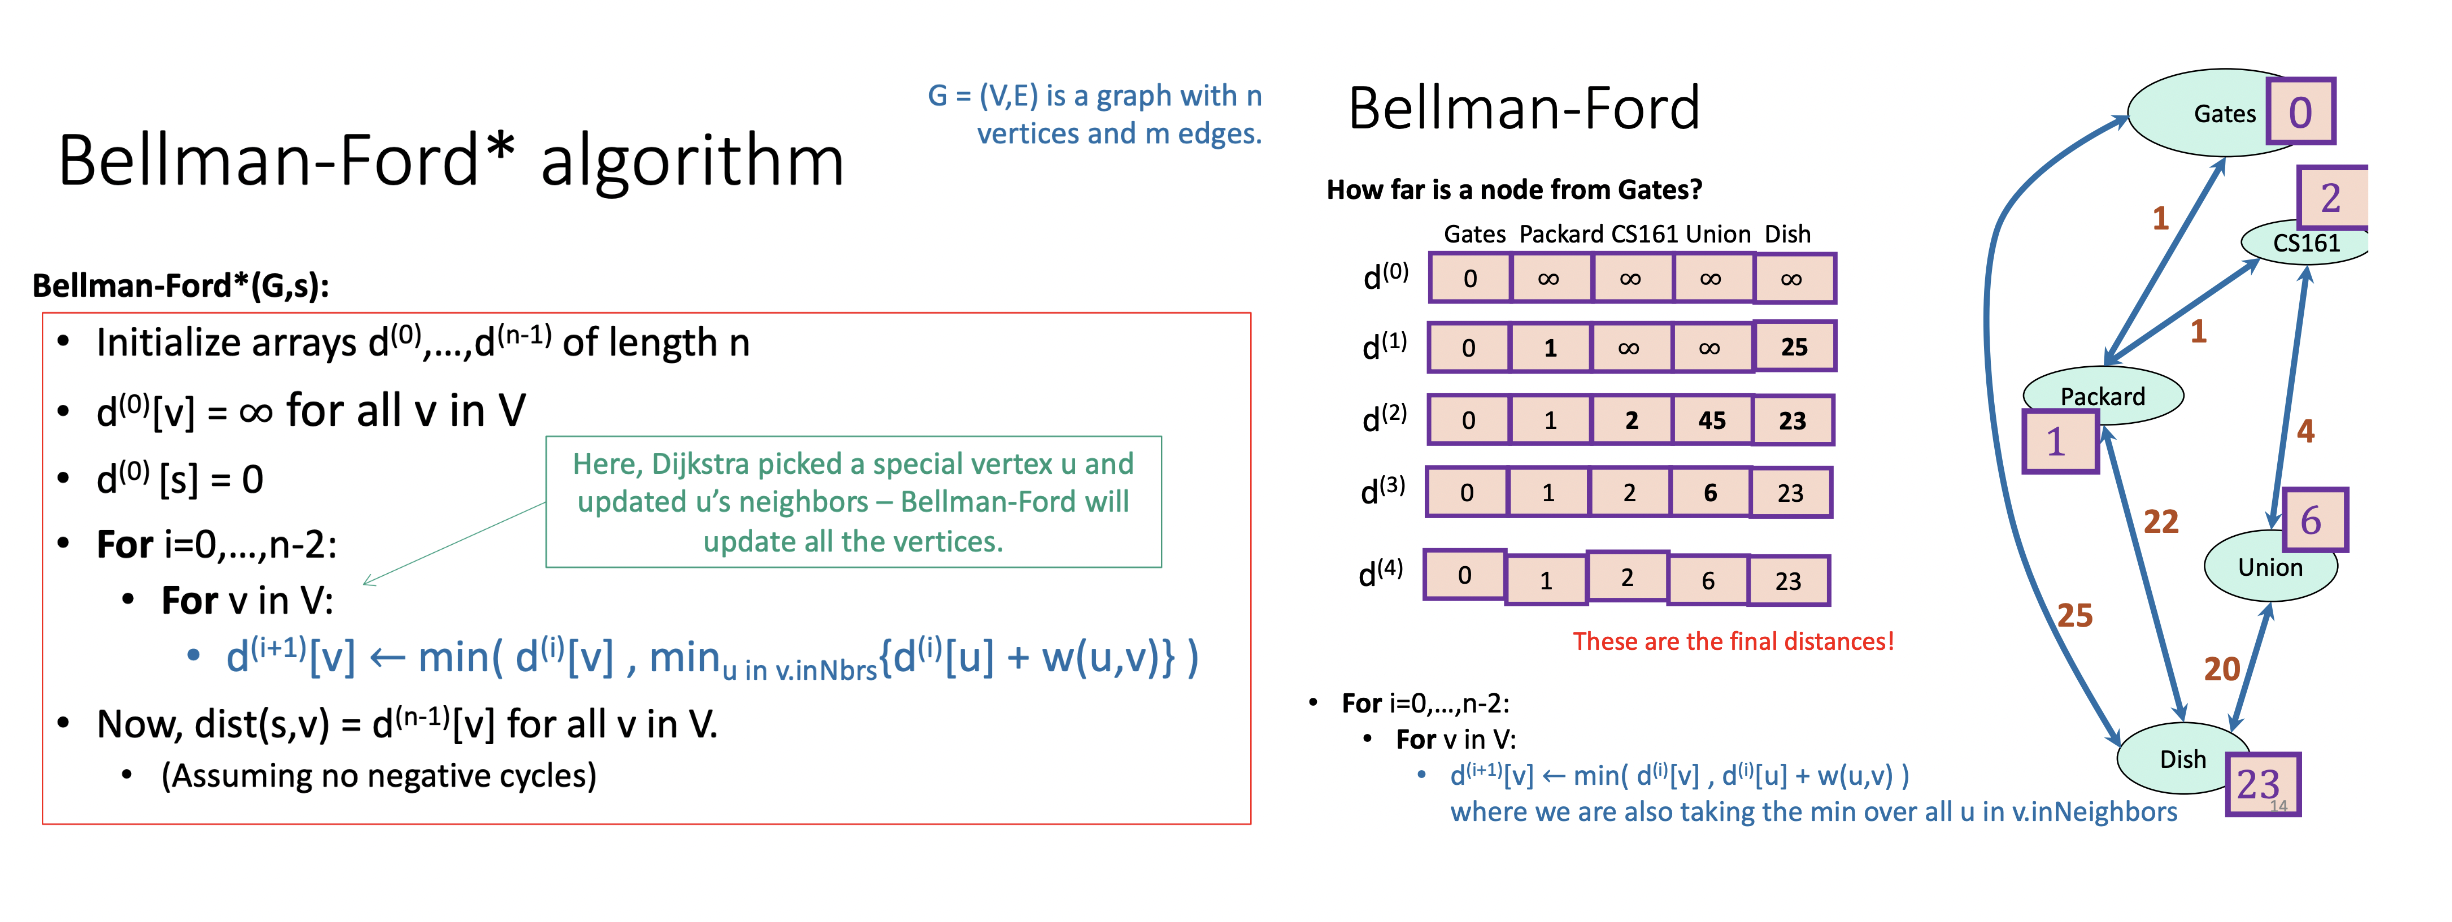 G = (V,E) is a graph with n
vertices and m edges.
Bellman-Ford* algorithm
Bellman-Ford*(G,s):
• Initialize arrays d⁽⁰⁾,...,d⁽ⁿ⁻¹⁾ of length n
• d⁽⁰⁾[v] = ∞ for all v in V
• d⁽⁰⁾ [s] = 0
• For i=0,...,n-2:
• For v in V:
• d⁽ⁱ⁺¹⁾[v] ← min( d⁽ⁱ⁾[v] , min_{u in v.inNbrs}{d⁽ⁱ⁾[u] + w(u,v)} )
• Now, dist(s,v) = d⁽ⁿ⁻¹⁾[v] for all v in V.
• (Assuming no negative cycles)
Here, Dijkstra picked a special vertex u and
updated u’s neighbors – Bellman-Ford will
update all the vertices.
Bellman-Ford
How far is a node from Gates?
Gates Packard CS161 Union Dish
d⁽⁰⁾ 0 ∞ ∞ ∞ ∞
d⁽¹⁾ 0 1 ∞ ∞ 25
d⁽²⁾ 0 1 2 45 23
d⁽³⁾ 0 1 2 6 23
d⁽⁴⁾ 0 1 2 6 23
These are the final distances!
• For i=0,...,n-2:
• For v in V:
• d⁽ⁱ⁺¹⁾[v] ← min( d⁽ⁱ⁾[v] , d⁽ⁱ⁾[u] + w(u,v) )
where we are also taking the min over all u in v.inNeighbors
Gates 0
2
CS161
1
1
Packard
1
4
22
6
Union
25
20
Dish
23
14